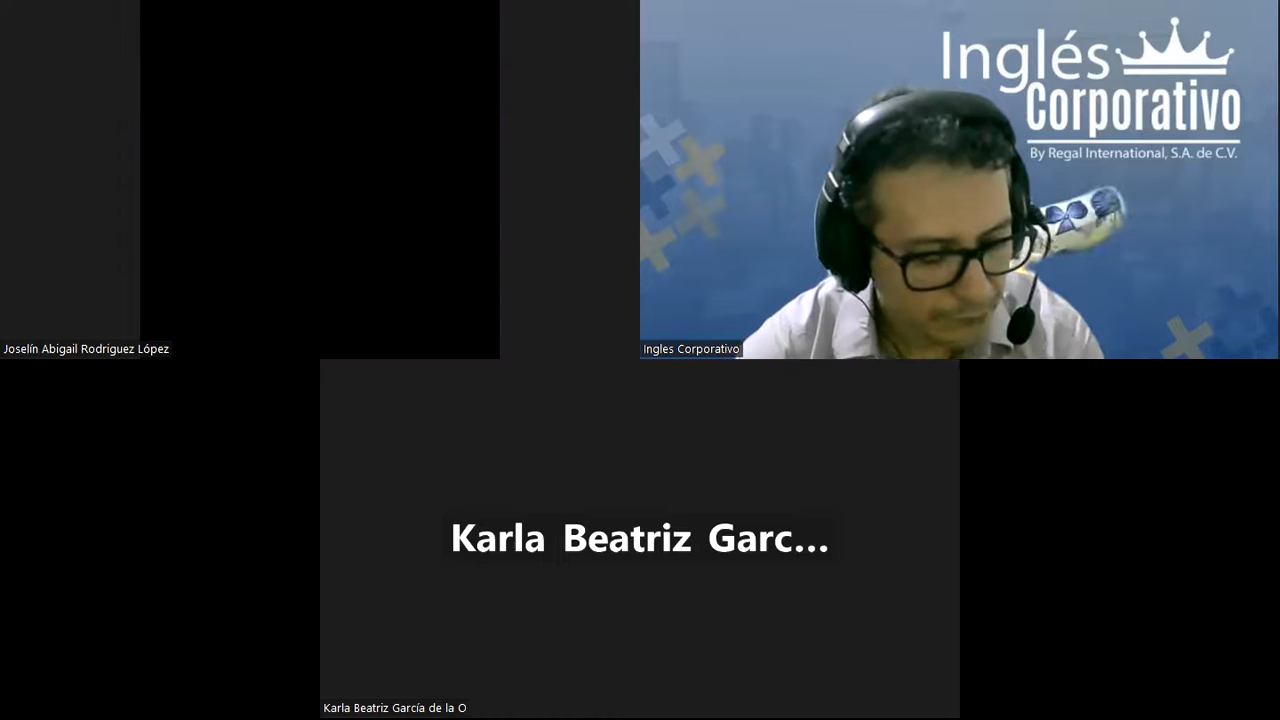 Inglés
Corporativo
By Regal International, S.A. de C.V.
Joselín Abigail Rodriguez López
Ingles Corporativo
Karla Beatriz Garc...
Karla Beatriz García de la O